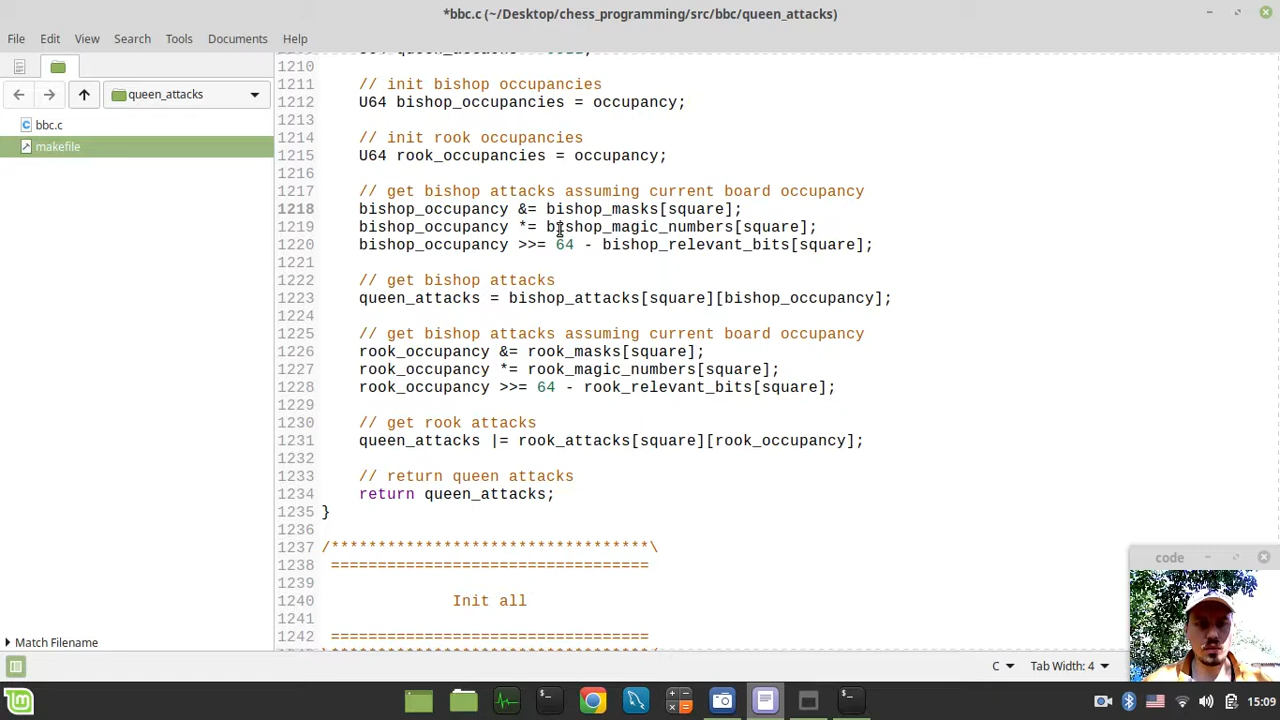 *bbc.c (~/Desktop/chess_programming/src/bbc/queen_attacks)
File Edit View Search Tools Documents Help
queen_attacks
bbc.c
makefile
Match Filename
1210
1211 // init bishop occupancies
1212 U64 bishop_occupancies = occupancy;
1213
1214 // init rook occupancies
1215 U64 rook_occupancies = occupancy;
1216
1217 // get bishop attacks assuming current board occupancy
1218 bishop_occupancy &= bishop_masks[square];
1219 bishop_occupancy *= bishop_magic_numbers[square];
1220 bishop_occupancy >>= 64 - bishop_relevant_bits[square];
1221
1222 // get bishop attacks
1223 queen_attacks = bishop_attacks[square][bishop_occupancy];
1224
1225 // get bishop attacks assuming current board occupancy
1226 rook_occupancy &= rook_masks[square];
1227 rook_occupancy *= rook_magic_numbers[square];
1228 rook_occupancy >>= 64 - rook_relevant_bits[square];
1229
1230 // get rook attacks
1231 queen_attacks |= rook_attacks[square][rook_occupancy];
1232
1233 // return queen attacks
1234 return queen_attacks;
1235 }
1236
1237 /**********************************\
1238 ==================================
1239
1240 Init all
1241
1242 ==================================
code
C Tab Width: 4
15:09